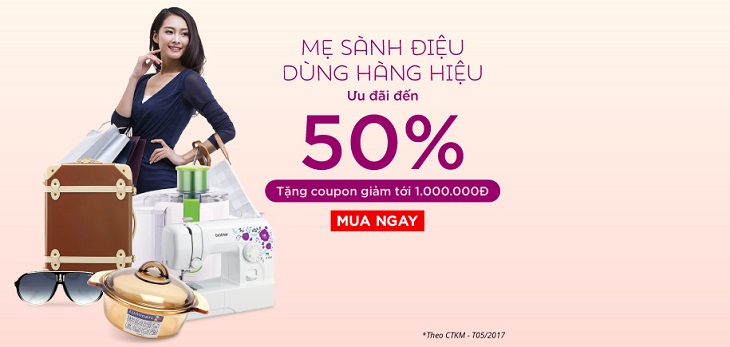 MẸ SÀNH ĐIỆU
DÙNG HÀNG HIỆU
Ưu đãi đến
50%
Tặng coupon giảm tới 1.000.000Đ
MUA NGAY
brother
*Theo CTKM - T05/2017